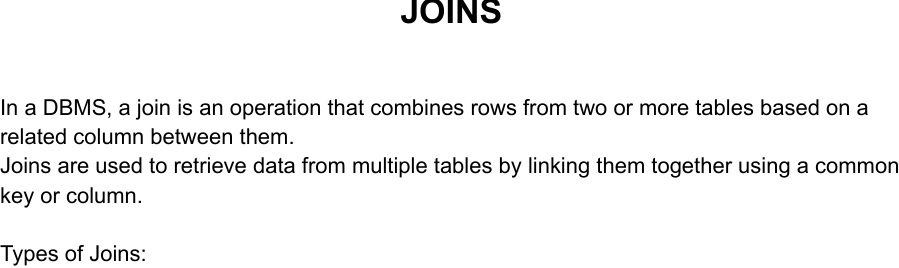 JOINS
In a DBMS, a join is an operation that combines rows from two or more tables based on a
related column between them.
Joins are used to retrieve data from multiple tables by linking them together using a common
key or column.
Types of Joins: